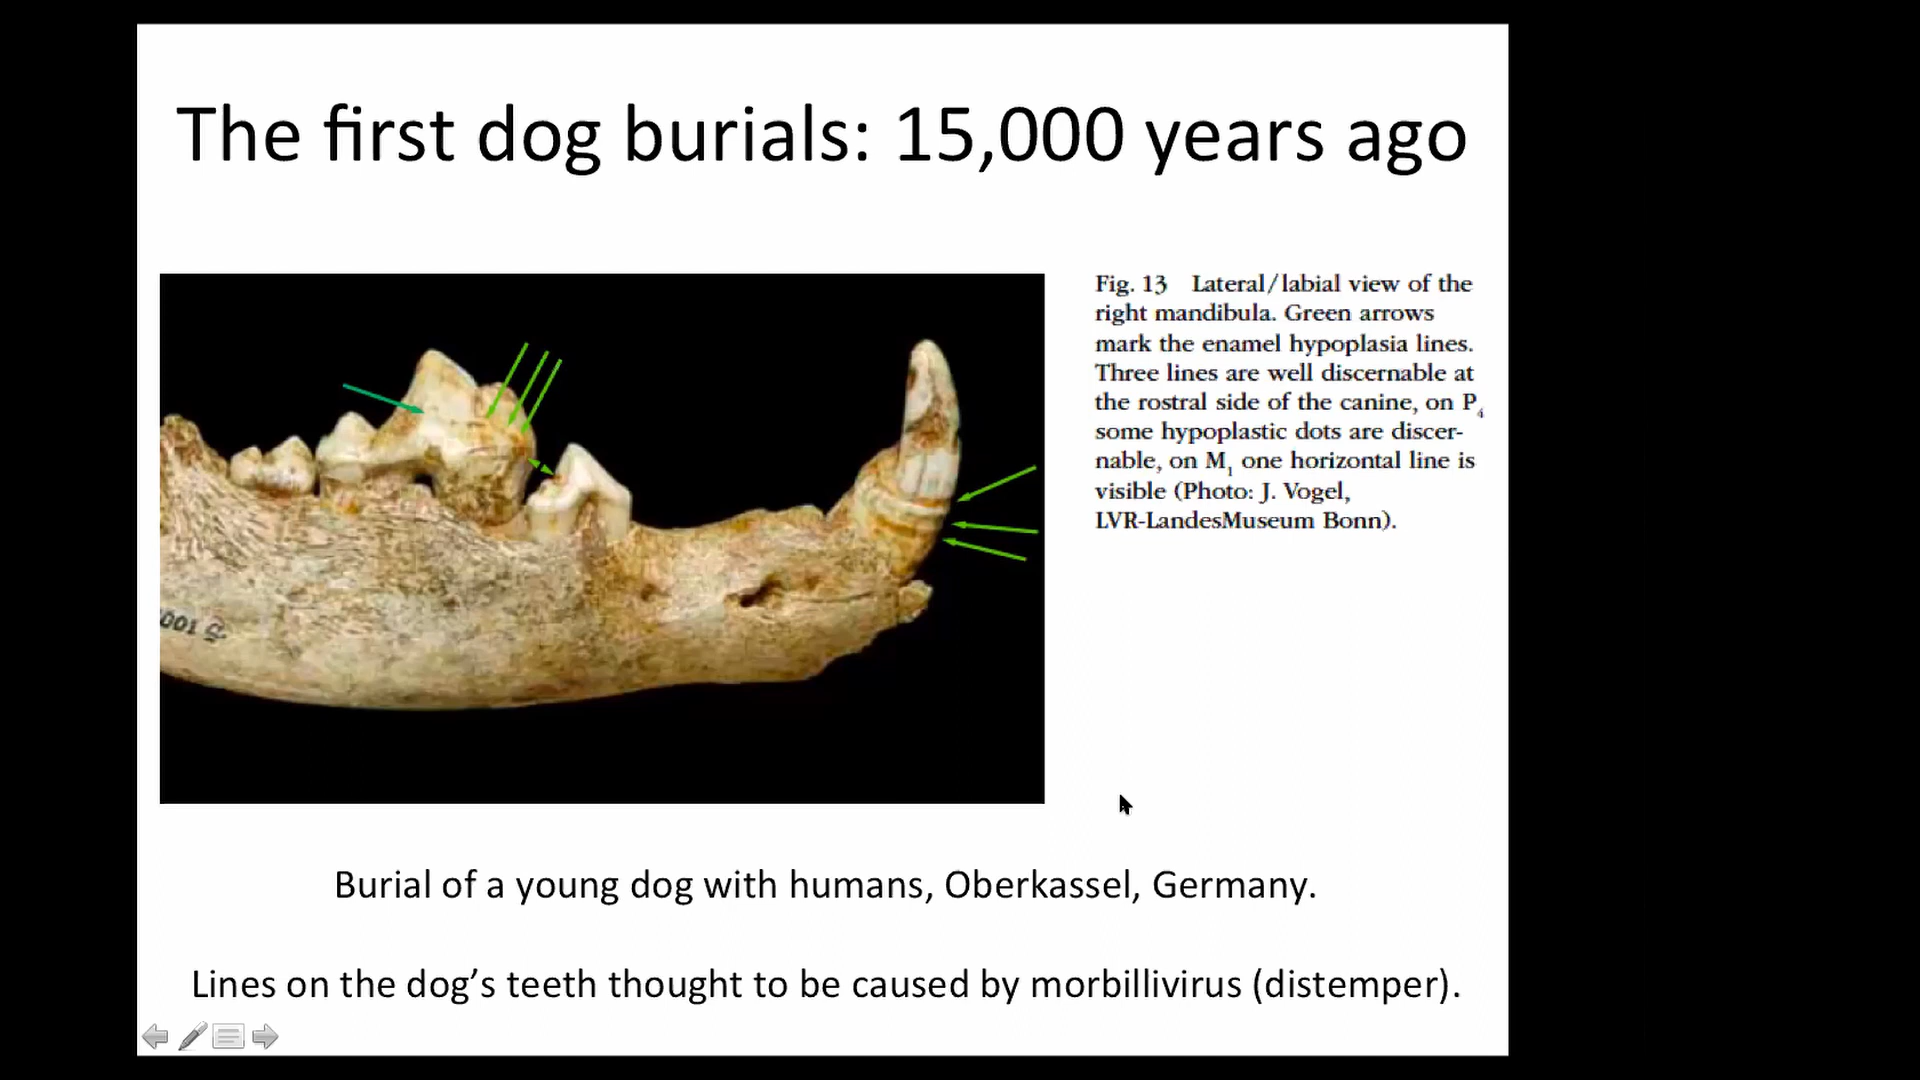 The first dog burials: 15,000 years ago
Fig. 13 Lateral/labial view of the
right mandibula. Green arrows
mark the enamel hypoplasia lines.
Three lines are well discernable at
the rostral side of the canine, on P4
some hypoplastic dots are discer-
nable, on M1 one horizontal line is
visible (Photo: J. Vogel,
LVR-LandesMuseum Bonn).
001
Burial of a young dog with humans, Oberkassel, Germany.
Lines on the dog’s teeth thought to be caused by morbillivirus (distemper).